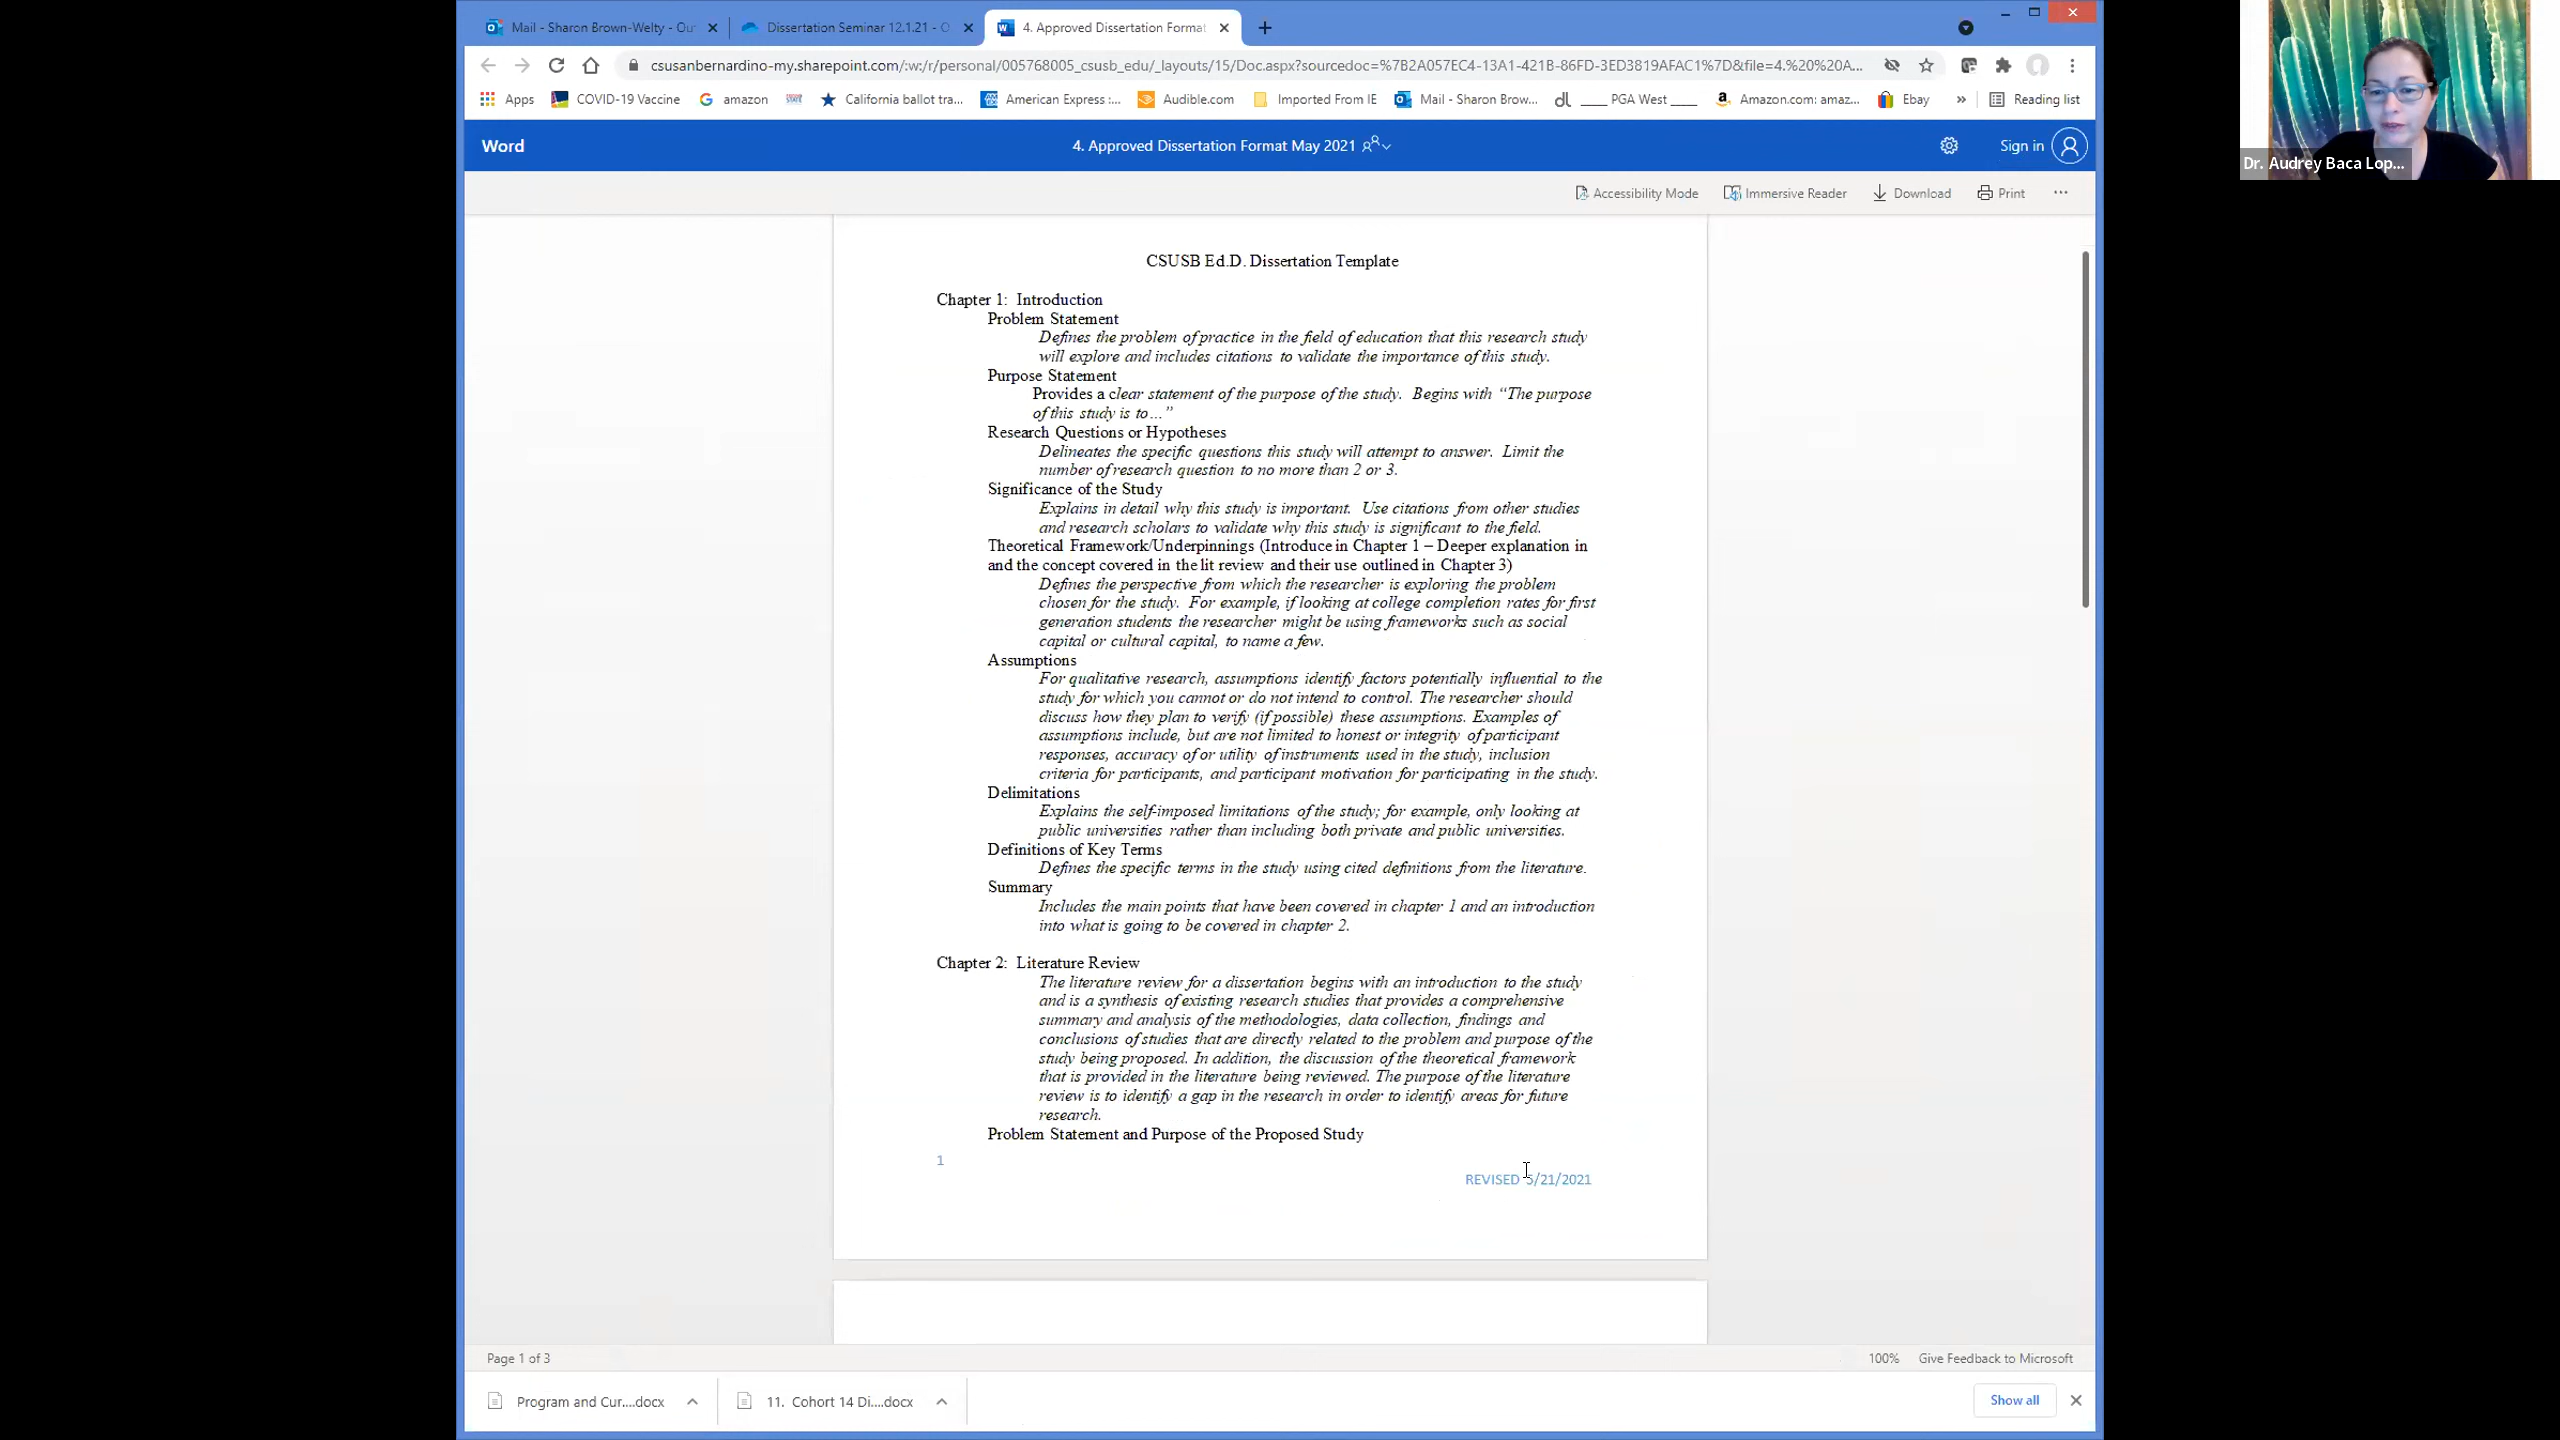 Mail - Sharon Brown-Welty - Ou
Dissertation Seminar 12.1.21 - O
4. Approved Dissertation Format
csusanbernardino-my.sharepoint.com/:w:/r/personal/005768005_csusb_edu/_layouts/15/Doc.aspx?sourcedoc=%7B2A057EC4-13A1-421B-86FD-3ED3819AFAC1%7D&file=4.%20%20A...
Apps
COVID-19 Vaccine
amazon
California ballot tra...
American Express :...
Audible.com
Imported From IE
Mail - Sharon Brow...
____ PGA West ____
Amazon.com: amaz...
Ebay
»
Reading list
Word
4. Approved Dissertation Format May 2021
Sign in
Accessibility Mode
Immersive Reader
Download
Print
CSUSB Ed.D. Dissertation Template
Chapter 1: Introduction
Problem Statement
Defines the problem of practice in the field of education that this research study
will explore and includes citations to validate the importance of this study.
Purpose Statement
Provides a clear statement of the purpose of the study. Begins with “The purpose
of this study is to…”
Research Questions or Hypotheses
Delineates the specific questions this study will attempt to answer. Limit the
number of research question to no more than 2 or 3.
Significance of the Study
Explains in detail why this study is important. Use citations from other studies
and research scholars to validate why this study is significant to the field.
Theoretical Framework/Underpinnings (Introduce in Chapter 1 – Deeper explanation in
and the concept covered in the lit review and their use outlined in Chapter 3)
Defines the perspective from which the researcher is exploring the problem
chosen for the study. For example, if looking at college completion rates for first
generation students the researcher might be using frameworks such as social
capital or cultural capital, to name a few.
Assumptions
For qualitative research, assumptions identify factors potentially influential to the
study for which you cannot or do not intend to control. The researcher should
discuss how they plan to verify (if possible) these assumptions. Examples of
assumptions include, but are not limited to honest or integrity of participant
responses, accuracy of or utility of instruments used in the study, inclusion
criteria for participants, and participant motivation for participating in the study.
Delimitations
Explains the self-imposed limitations of the study; for example, only looking at
public universities rather than including both private and public universities.
Definitions of Key Terms
Defines the specific terms in the study using cited definitions from the literature.
Summary
Includes the main points that have been covered in chapter 1 and an introduction
into what is going to be covered in chapter 2.
Chapter 2: Literature Review
The literature review for a dissertation begins with an introduction to the study
and is a synthesis of existing research studies that provides a comprehensive
summary and analysis of the methodologies, data collection, findings and
conclusions of studies that are directly related to the problem and purpose of the
study being proposed. In addition, the discussion of the theoretical framework
that is provided in the literature being reviewed. The purpose of the literature
review is to identify a gap in the research in order to identify areas for future
research.
Problem Statement and Purpose of the Proposed Study
1
REVISED 5/21/2021
Page 1 of 3
100%
Give Feedback to Microsoft
Program and Cur....docx
11. Cohort 14 Di....docx
Show all
Dr. Audrey Baca Lop...